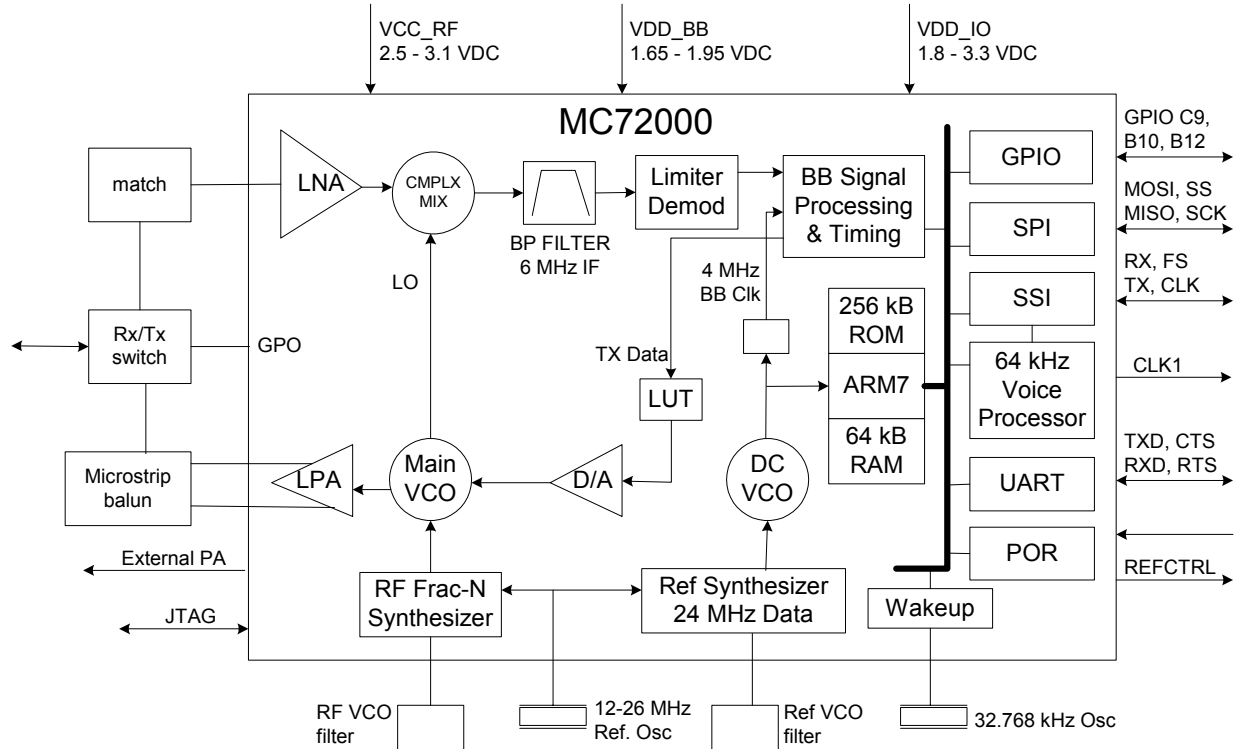 VCC_RF
2.5 - 3.1 VDC
VDD_BB
1.65 - 1.95 VDC
VDD_IO
1.8 - 3.3 VDC
MC72000
match
LNA
CMPLX
MIX
BP FILTER
6 MHz IF
Limiter
Demod
BB Signal
Processing
& Timing
GPIO
GPIO C9,
B10, B12
SPI
MOSI, SS
MISO, SCK
LO
4 MHz
BB Clk
SSI
RX, FS
TX, CLK
Rx/Tx
switch
GPO
TX Data
LUT
256 kB
ROM
ARM7
64 kB
RAM
64 kHz
Voice
Processor
CLK1
Microstrip
balun
LPA
Main
VCO
D/A
DC
VCO
UART
TXD, CTS
RXD, RTS
POR
REFCTRL
External PA
JTAG
RF Frac-N
Synthesizer
Ref Synthesizer
24 MHz Data
Wakeup
RF VCO
filter
12-26 MHz
Ref. Osc
Ref VCO
filter
32.768 kHz Osc